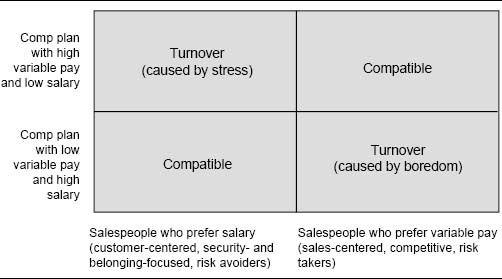 Comp plan
with high
variable pay
and low salary
Turnover
(caused by stress)
Compatible
Comp plan
with low
variable pay
and high
salary
Compatible
Turnover
(caused by boredom)
Salespeople who prefer salary
(customer-centered, security- and
belonging-focused, risk avoiders)
Salespeople who prefer variable pay
(sales-centered, competitive, risk
takers)